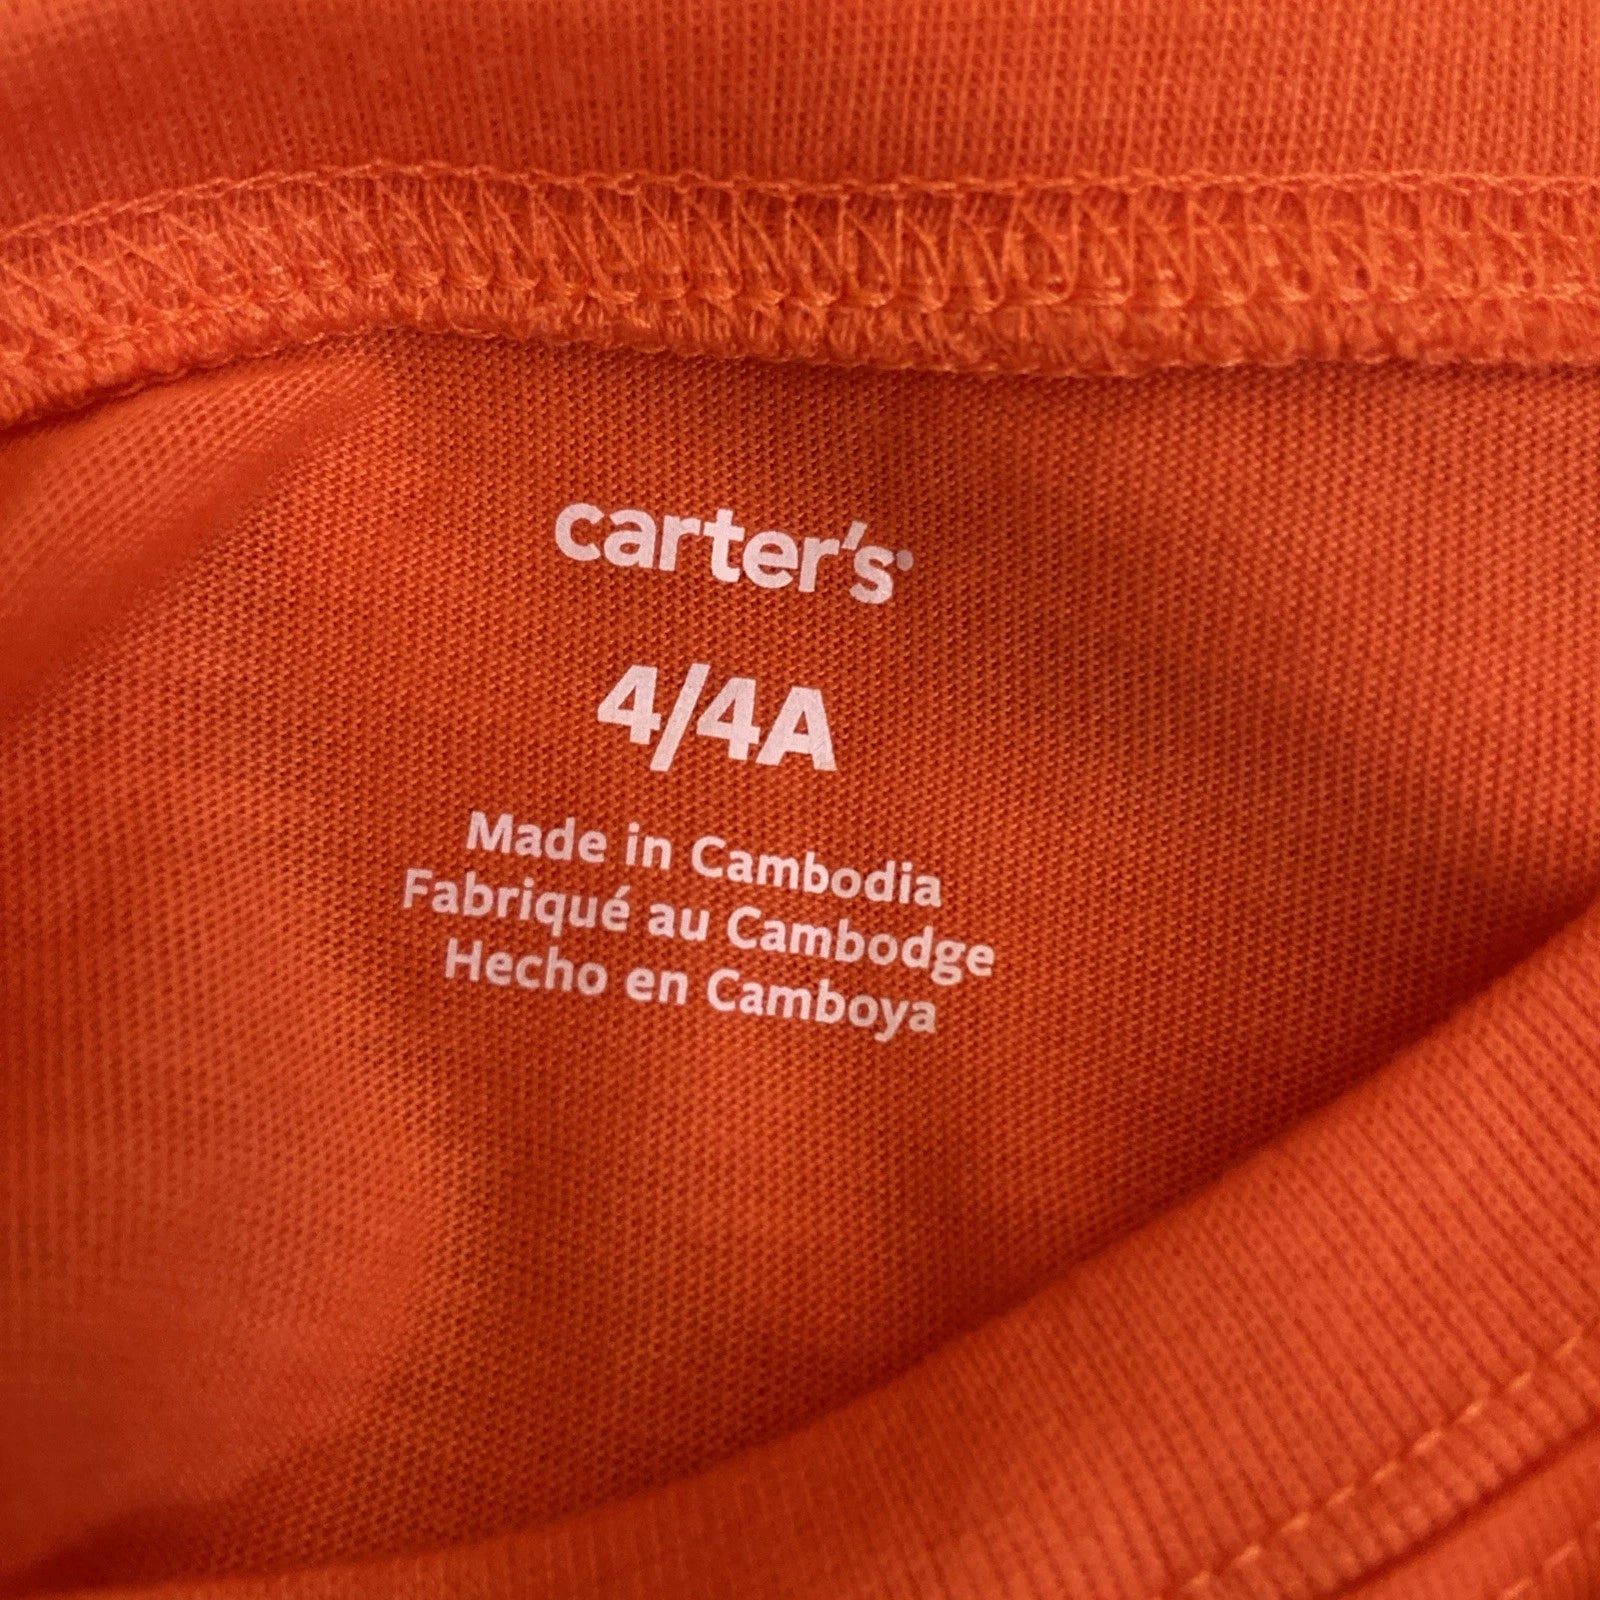 carter's
4/4A
Made in Cambodia
Fabriqué au Cambodge
Hecho en Camboya